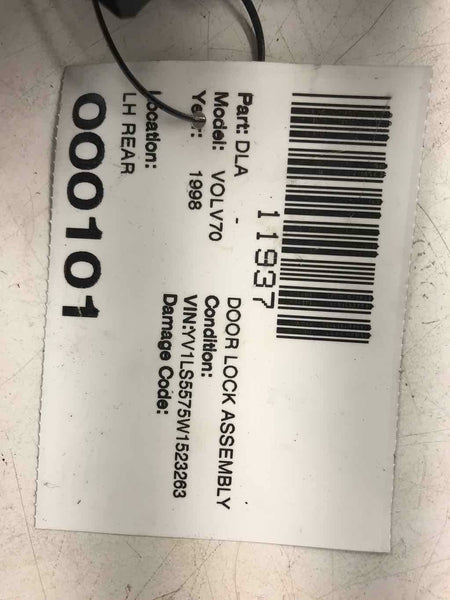 11937
Part: DLA - DOOR LOCK ASSEMBLY
Model: VOLV70 Condition:
Year: 1998 VIN:YV1LS5575W1523263
Damage Code:
Location:
LH REAR
000101